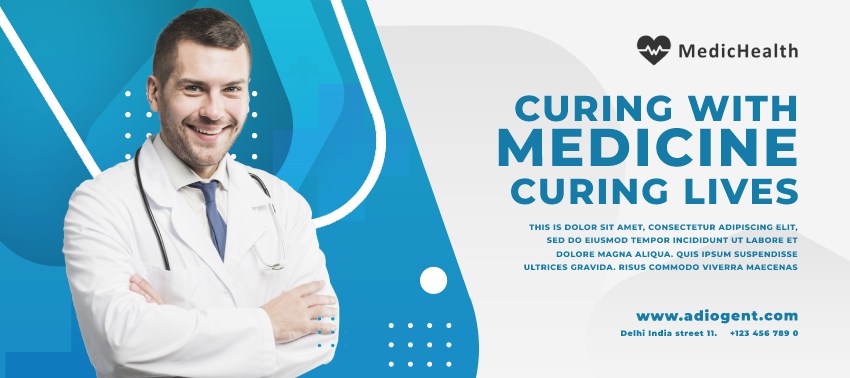 MedicHealth
CURING WITH
MEDICINE
CURING LIVES
THIS IS DOLOR SIT AMET, CONSECTETUR ADIPISCING ELIT,
SED DO EIUSMOD TEMPOR INCIDIDUNT UT LABORE ET
DOLORE MAGNA ALIQUA. QUIS IPSUM SUSPENDISSE
ULTRICES GRAVIDA. RISUS COMMODO VIVERRA MAECENAS
www.adiogent.com
Delhi India street 11. +123 456 789 0